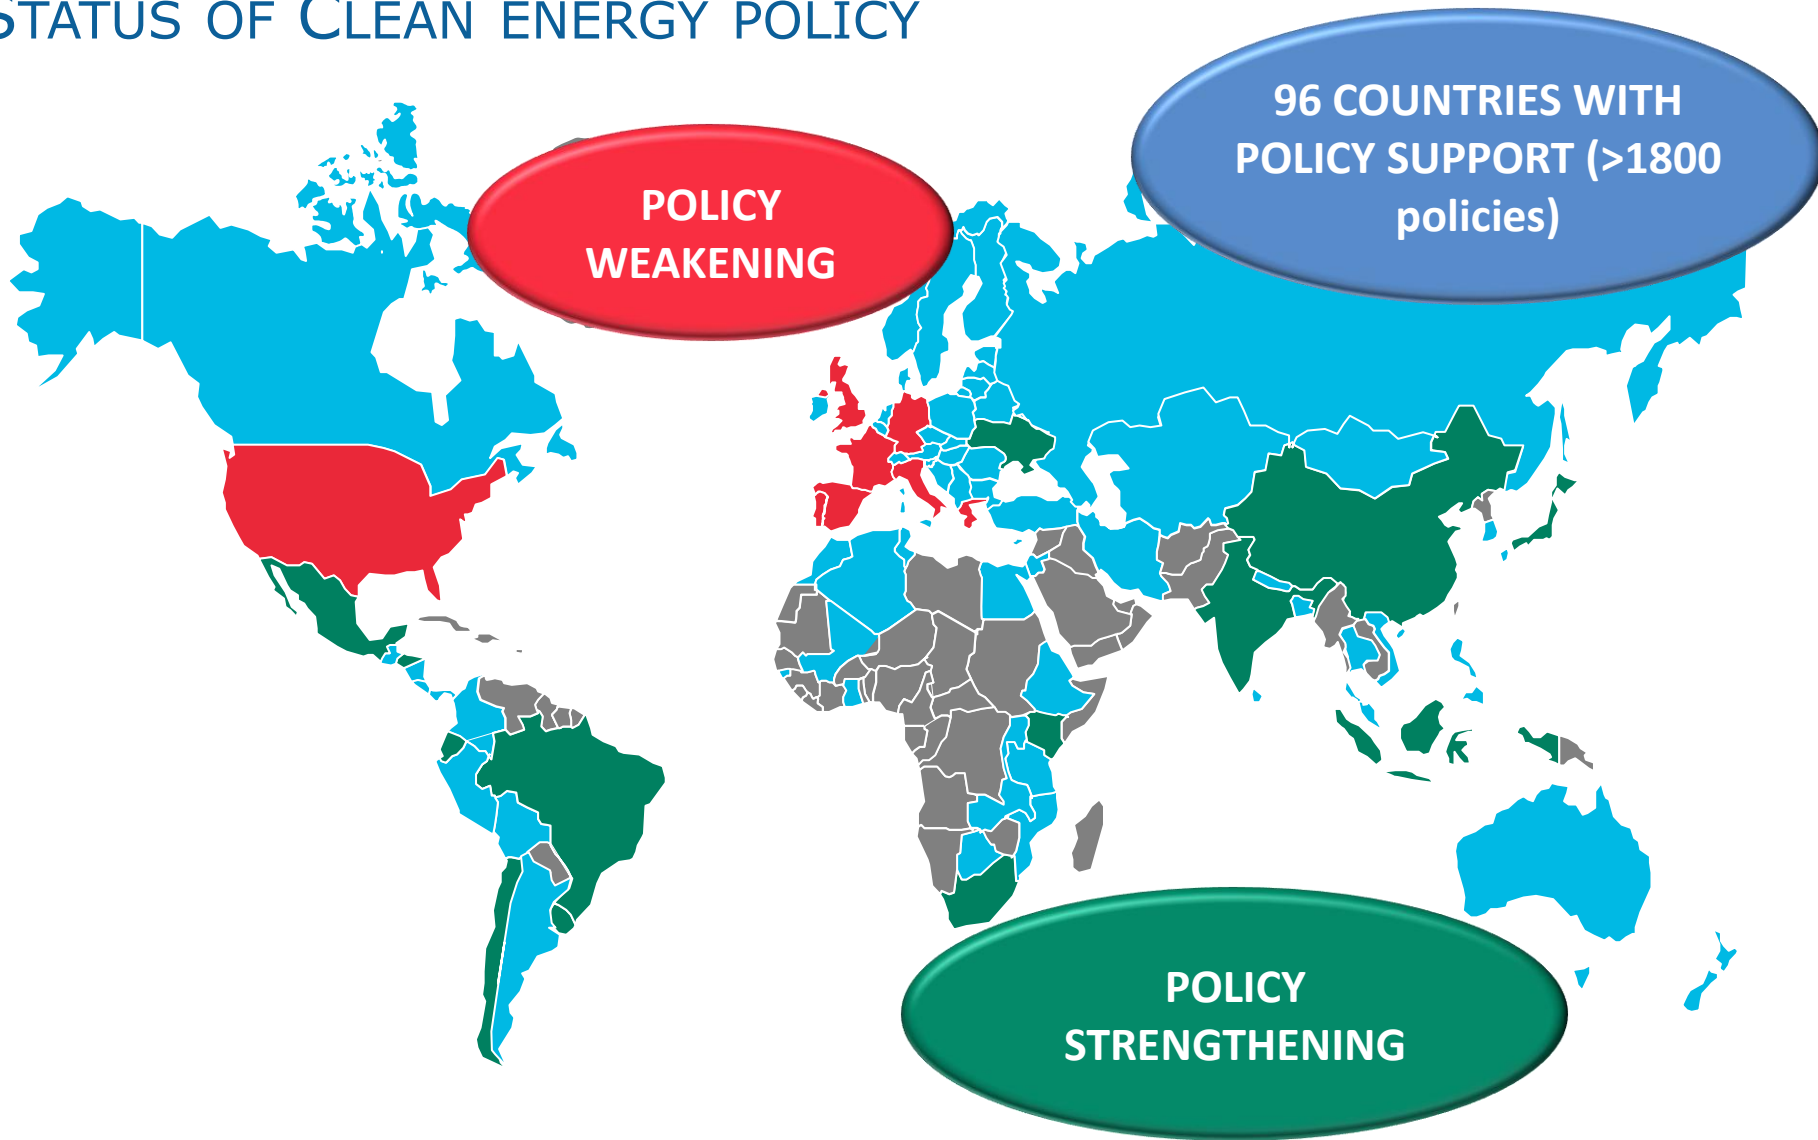 STATUS OF CLEAN ENERGY POLICY
96 COUNTRIES WITH
POLICY SUPPORT (>1800
policies)
POLICY
WEAKENING
POLICY
STRENGTHENING